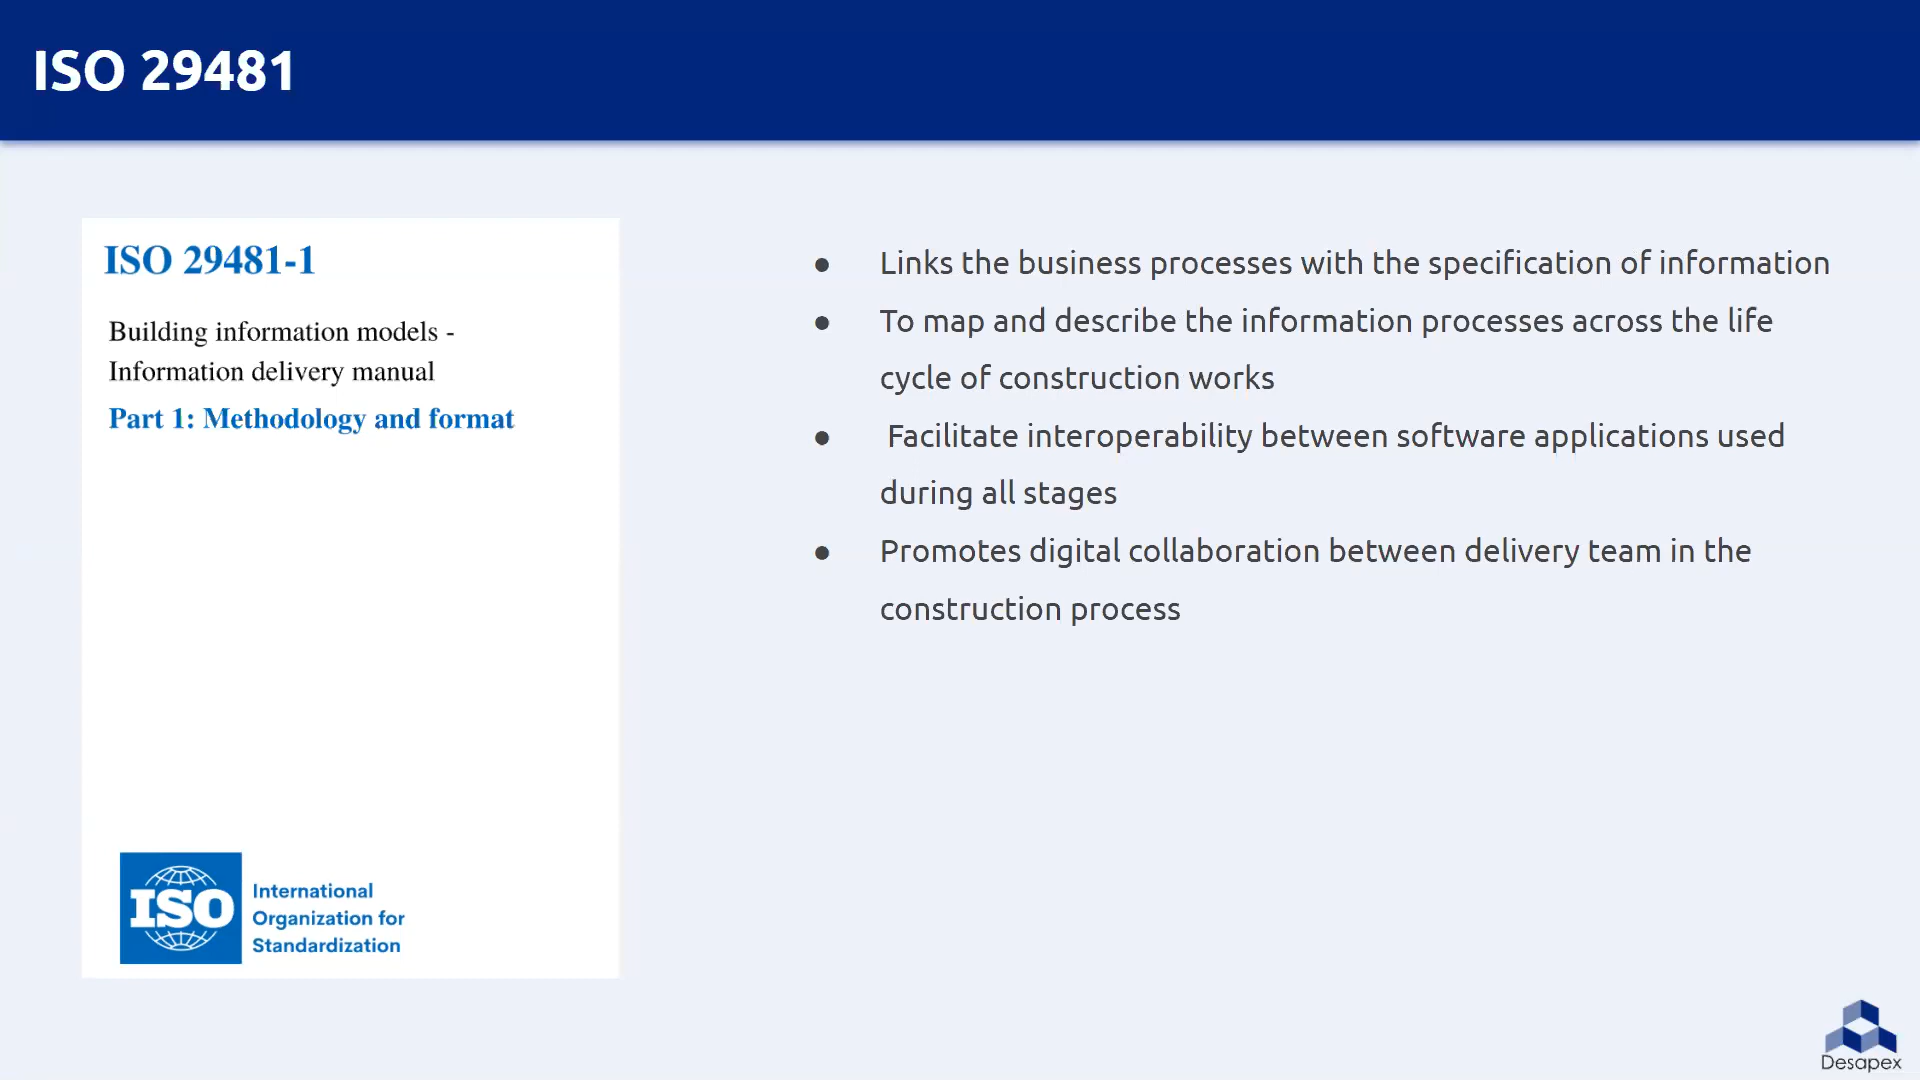 ISO 29481
ISO 29481-1
Building information models -
Information delivery manual
Part 1: Methodology and format
ISO
International
Organization for
Standardization
● Links the business processes with the specification of information
● To map and describe the information processes across the life
cycle of construction works
● Facilitate interoperability between software applications used
during all stages
● Promotes digital collaboration between delivery team in the
construction process
Desapex